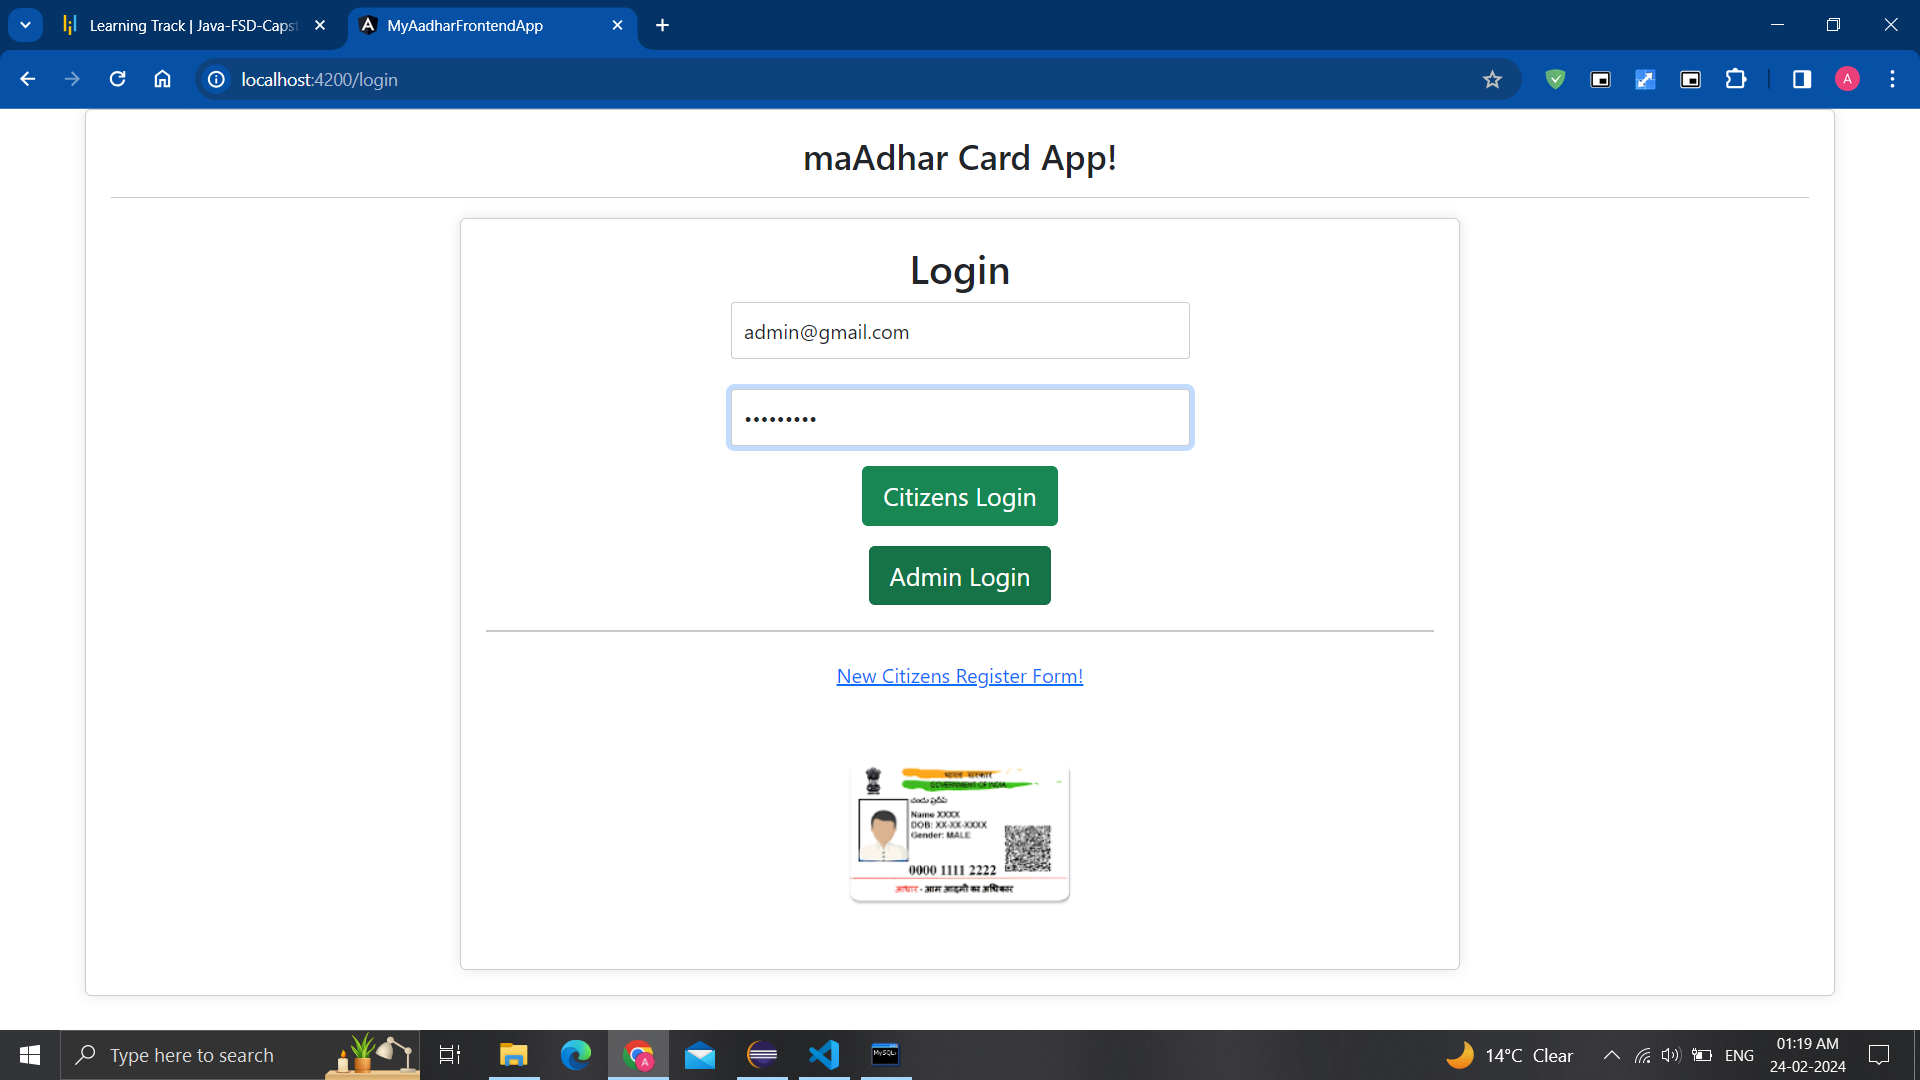 Learning Track | Java-FSD-Capst
MyAadharFrontendApp
localhost:4200/login
A
maAdhar Card App!
Login
admin@gmail.com
•••••••••
Citizens Login
Admin Login
New Citizens Register Form!
भारत सरकार
GOVERNMENT OF INDIA
Name XXXX
DOB: XX-XX-XXXX
Gender: MALE
0000 1111 2222
आधार - आम आदमी का अधिकार
Type here to search
A
MySQL
14°C Clear
ENG
01:19 AM
24-02-2024